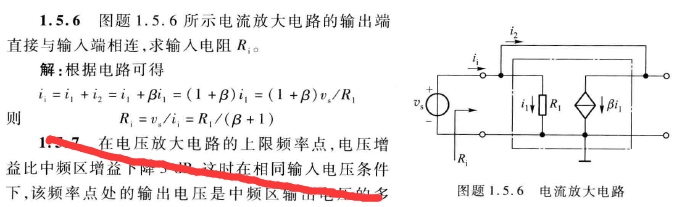 1.5.6 图题 1.5.6 所示电流放大电路的输出端
直接与输入端相连,求输入电阻 Rᵢ。
解:根据电路可得
iᵢ = i₁ + i₂ = i₁ + βi₁ = (1 + β)i₁ = (1 + β)vₛ/R₁
则 Rᵢ = vₛ/iᵢ = R₁/(β + 1)
在电压放大电路的上限频率点,电压增
益比中频区增益下降 3 dB,这时在相同输入电压条件
下,该频率点处的输出电压是中频区输出电压的多
i₂
iᵢ
+
vₛ
−
i₁
R₁
βi₁
Rᵢ
图题 1.5.6 电流放大电路